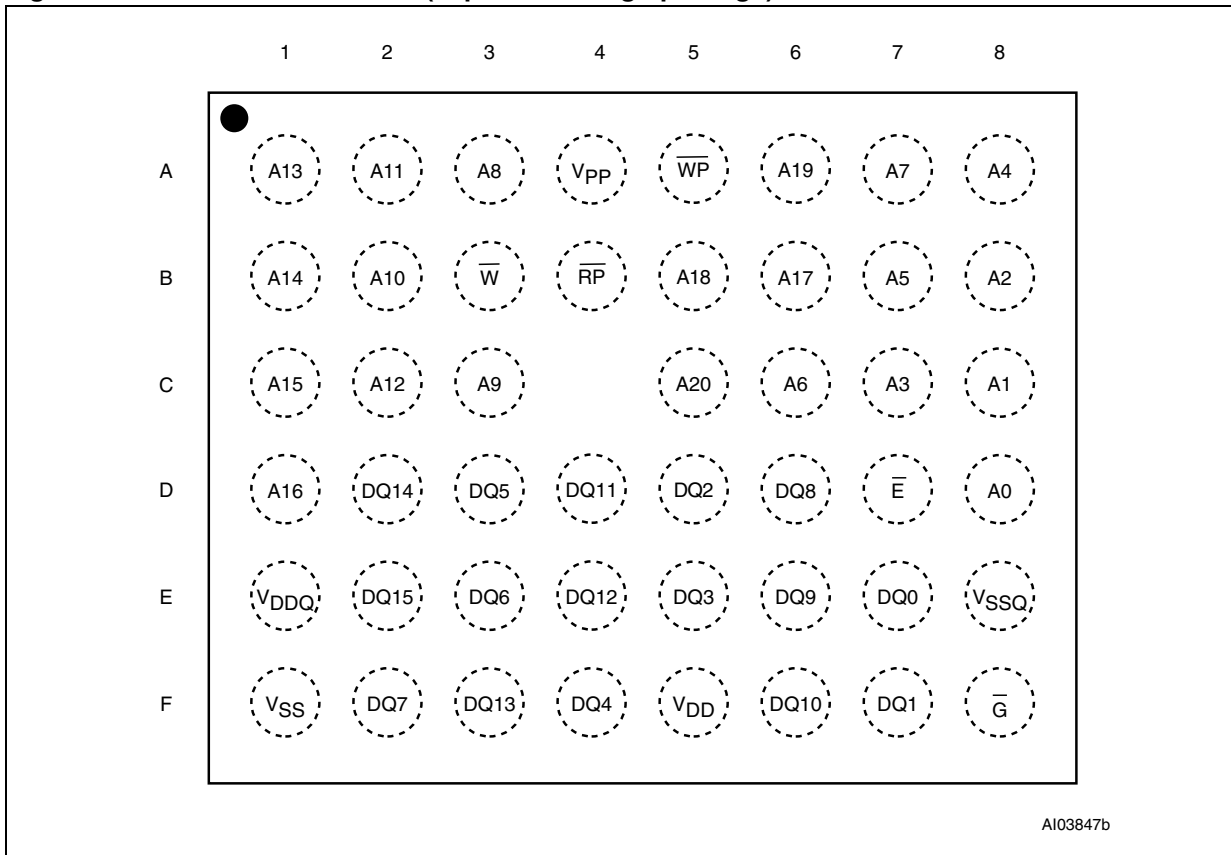 1 2 3 4 5 6 7 8
A A13 A11 A8 VPP W̅P̅ A19 A7 A4
B A14 A10 W̅ R̅P̅ A18 A17 A5 A2
C A15 A12 A9 A20 A6 A3 A1
D A16 DQ14 DQ5 DQ11 DQ2 DQ8 E̅ A0
E VDDQ DQ15 DQ6 DQ12 DQ3 DQ9 DQ0 VSSQ
F VSS DQ7 DQ13 DQ4 VDD DQ10 DQ1 G̅
AI03847b